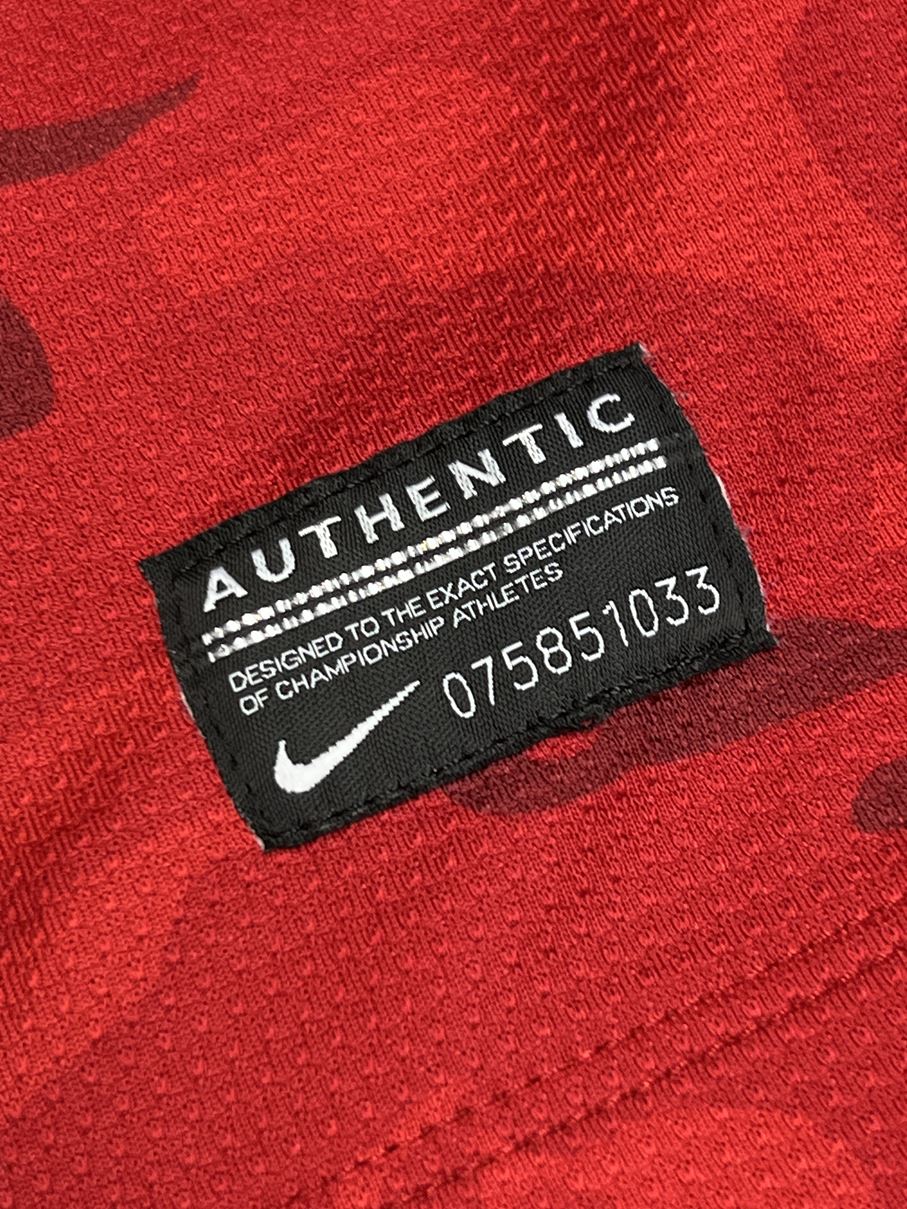 AUTHENTIC
DESIGNED TO THE EXACT SPECIFICATIONS
OF CHAMPIONSHIP ATHLETES
075851033